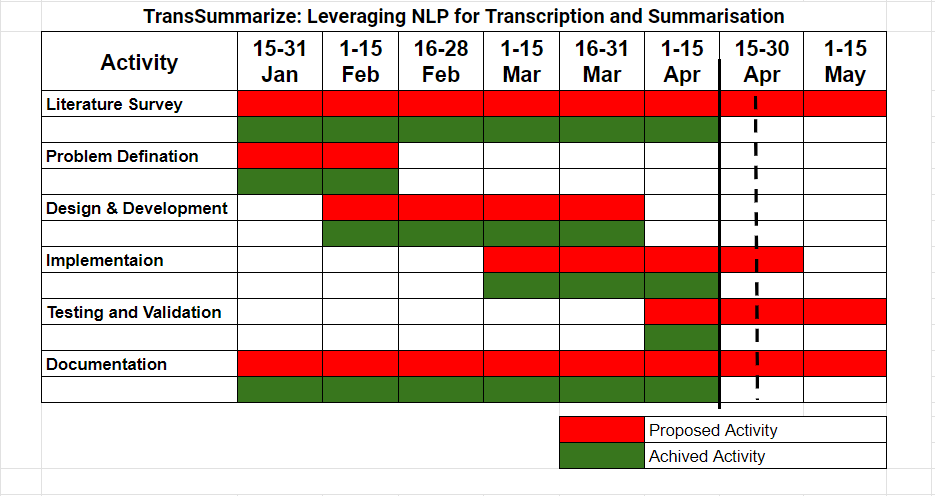 TransSummarize: Leveraging NLP for Transcription and Summarisation
Activity 15-31 Jan 1-15 Feb 16-28 Feb 1-15 Mar 16-31 Mar 1-15 Apr 15-30 Apr 1-15 May
Literature Survey
Problem Defination
Design & Development
Implementaion
Testing and Validation
Documentation
Proposed Activity
Achived Activity